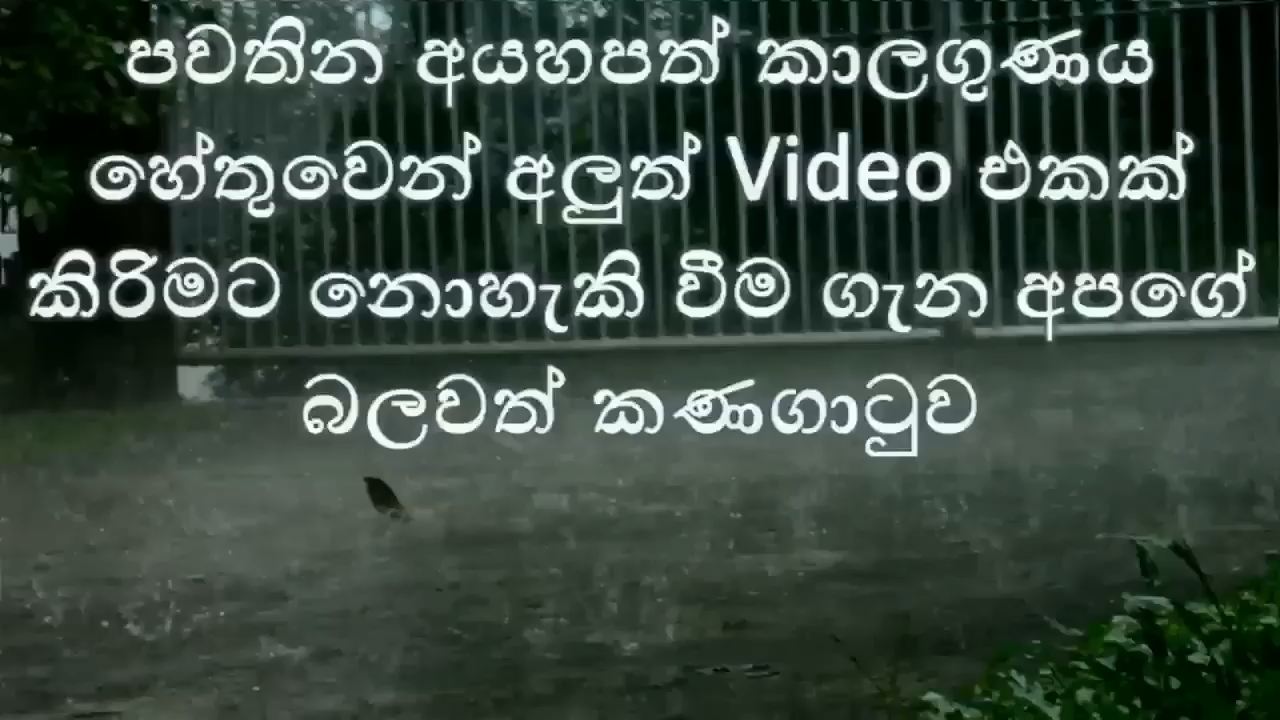 පවතින අයහපත් කාලගුණය
හේතුවෙන් අලුත් Video එකක්
කිරිමට නොහැකි වීම ගැන අපගේ
බලවත් කණගාටුව